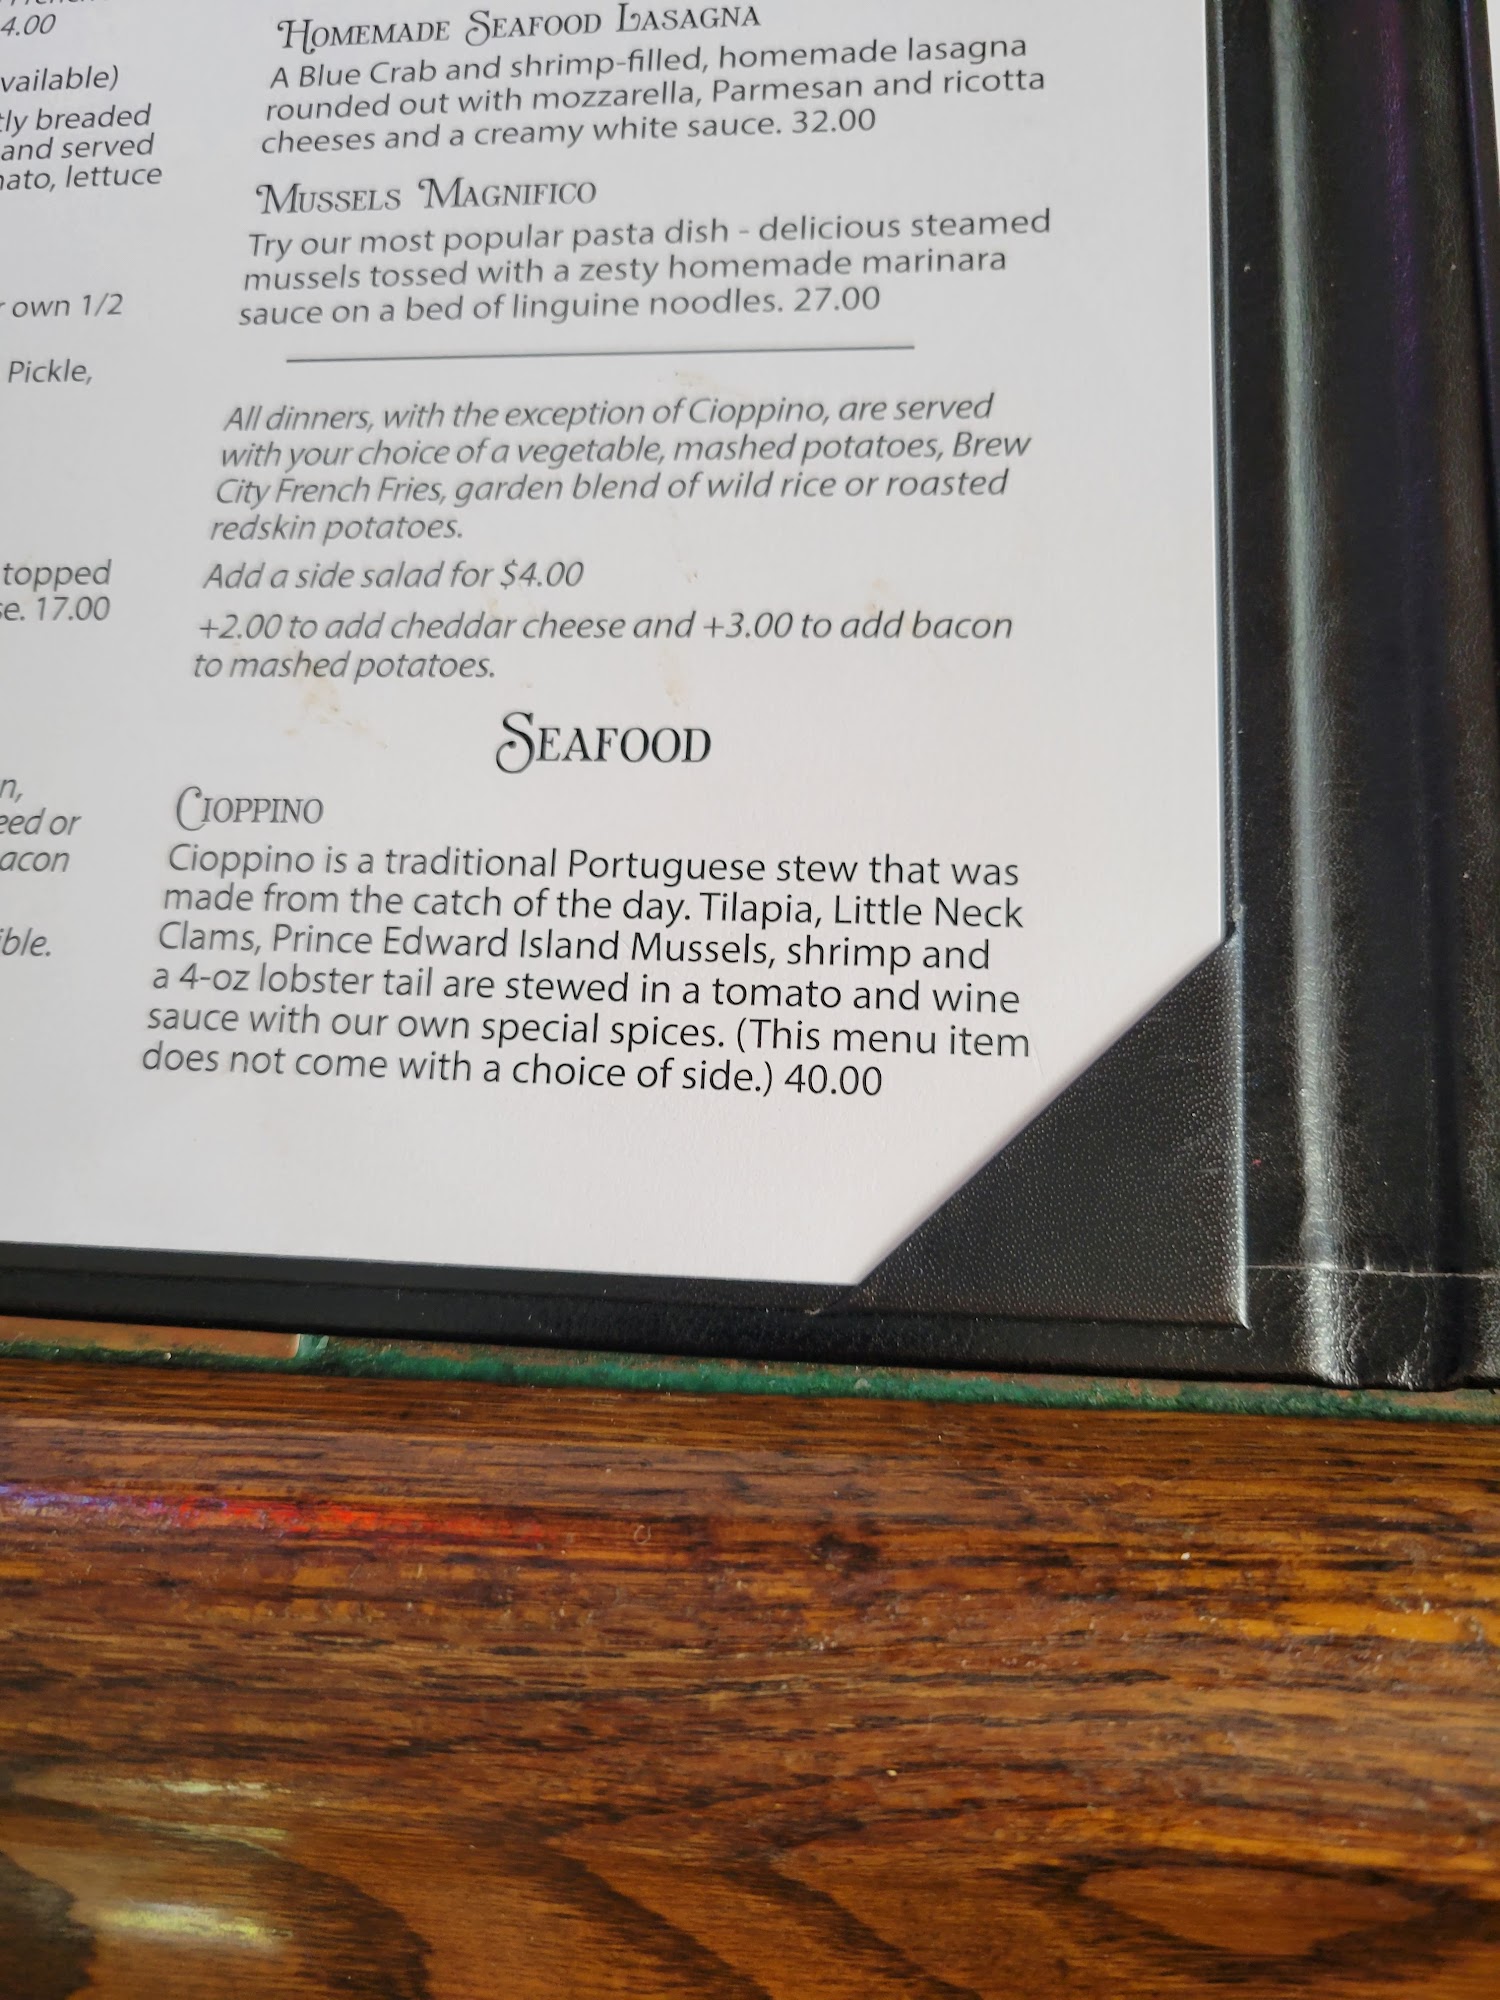 4.00
vailable)
tly breaded
and served
nato, lettuce
r own 1/2
Pickle,
topped
se. 17.00
n,
eed or
acon
ible.
Homemade Seafood Lasagna
A Blue Crab and shrimp-filled, homemade lasagna
rounded out with mozzarella, Parmesan and ricotta
cheeses and a creamy white sauce. 32.00
Mussels Magnifico
Try our most popular pasta dish - delicious steamed
mussels tossed with a zesty homemade marinara
sauce on a bed of linguine noodles. 27.00
All dinners, with the exception of Cioppino, are served
with your choice of a vegetable, mashed potatoes, Brew
City French Fries, garden blend of wild rice or roasted
redskin potatoes.
Add a side salad for $4.00
+2.00 to add cheddar cheese and +3.00 to add bacon
to mashed potatoes.
Seafood
Cioppino
Cioppino is a traditional Portuguese stew that was
made from the catch of the day. Tilapia, Little Neck
Clams, Prince Edward Island Mussels, shrimp and
a 4-oz lobster tail are stewed in a tomato and wine
sauce with our own special spices. (This menu item
does not come with a choice of side.) 40.00